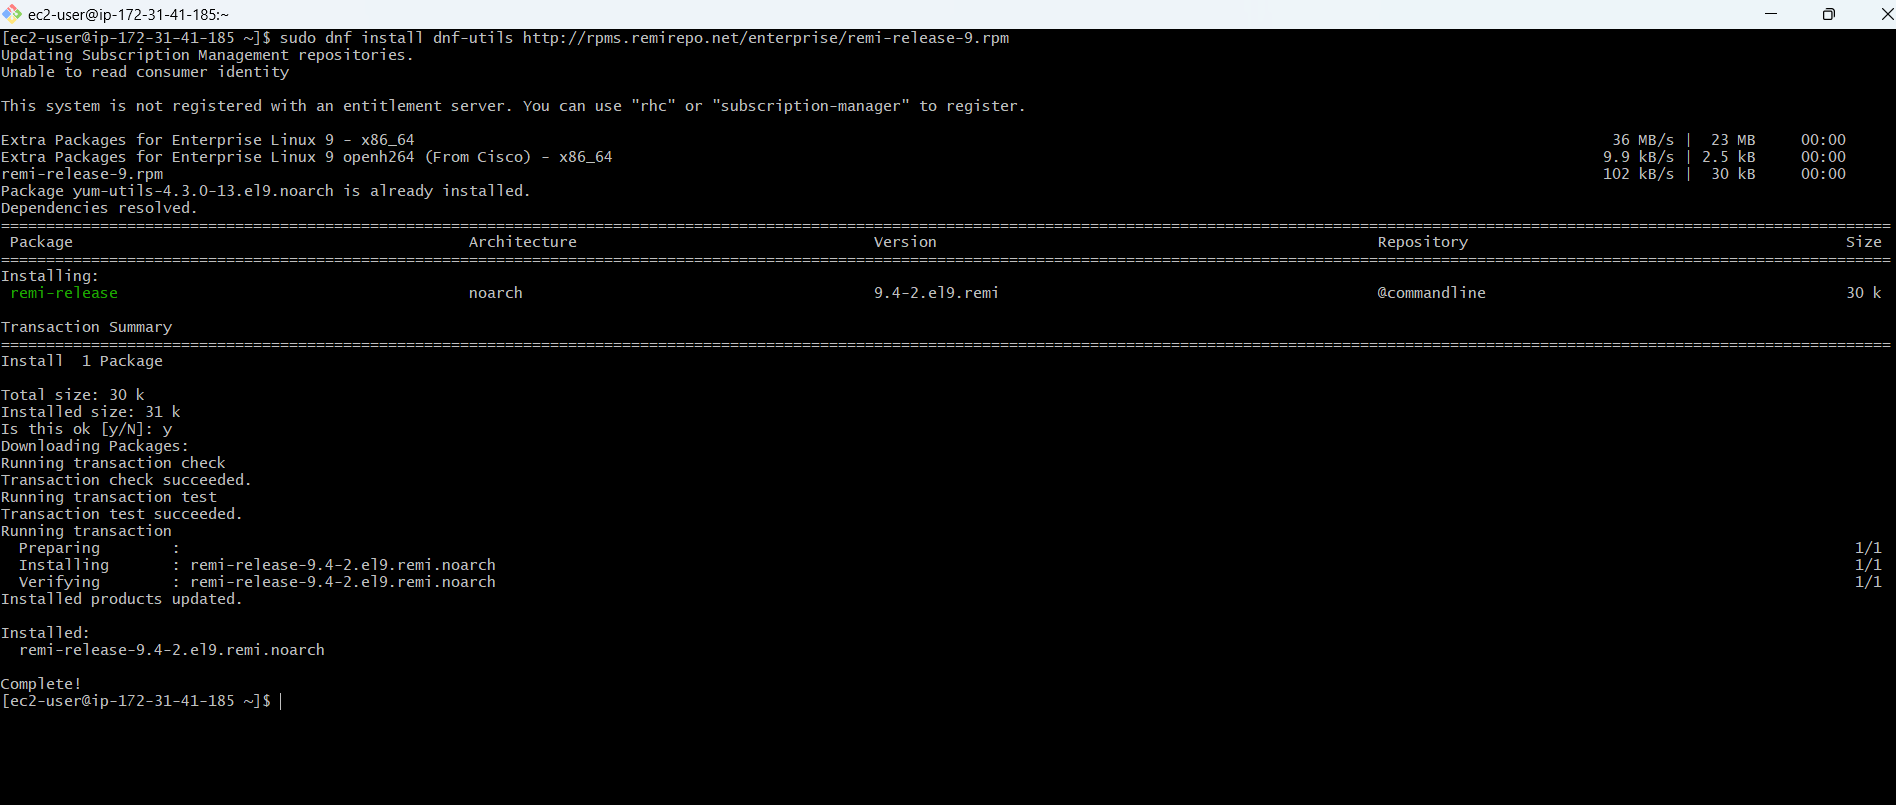 ec2-user@ip-172-31-41-185:~
[ec2-user@ip-172-31-41-185 ~]$ sudo dnf install dnf-utils http://rpms.remirepo.net/enterprise/remi-release-9.rpm
Updating Subscription Management repositories.
Unable to read consumer identity
This system is not registered with an entitlement server. You can use "rhc" or "subscription-manager" to register.
Extra Packages for Enterprise Linux 9 - x86_64 36 MB/s | 23 MB 00:00
Extra Packages for Enterprise Linux 9 openh264 (From Cisco) - x86_64 9.9 kB/s | 2.5 kB 00:00
remi-release-9.rpm 102 kB/s | 30 kB 00:00
Package yum-utils-4.3.0-13.el9.noarch is already installed.
Dependencies resolved.
Package Architecture Version Repository Size
Installing:
remi-release noarch 9.4-2.el9.remi @commandline 30 k
Transaction Summary
Install 1 Package
Total size: 30 k
Installed size: 31 k
Is this ok [y/N]: y
Downloading Packages:
Running transaction check
Transaction check succeeded.
Running transaction test
Transaction test succeeded.
Running transaction
Preparing : 1/1
Installing : remi-release-9.4-2.el9.remi.noarch 1/1
Verifying : remi-release-9.4-2.el9.remi.noarch 1/1
Installed products updated.
Installed:
remi-release-9.4-2.el9.remi.noarch
Complete!
[ec2-user@ip-172-31-41-185 ~]$